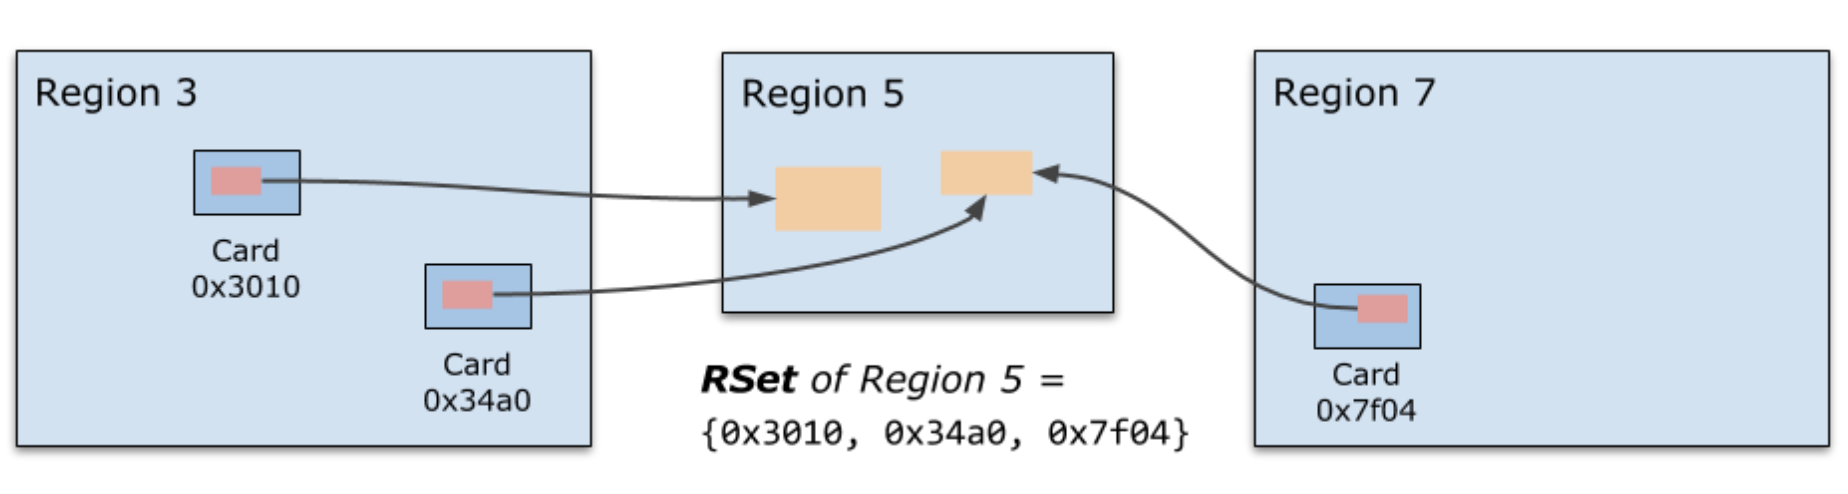 Region 3
Card
0x3010
Card
0x34a0
Region 5
RSet of Region 5 =
{0x3010, 0x34a0, 0x7f04}
Region 7
Card
0x7f04